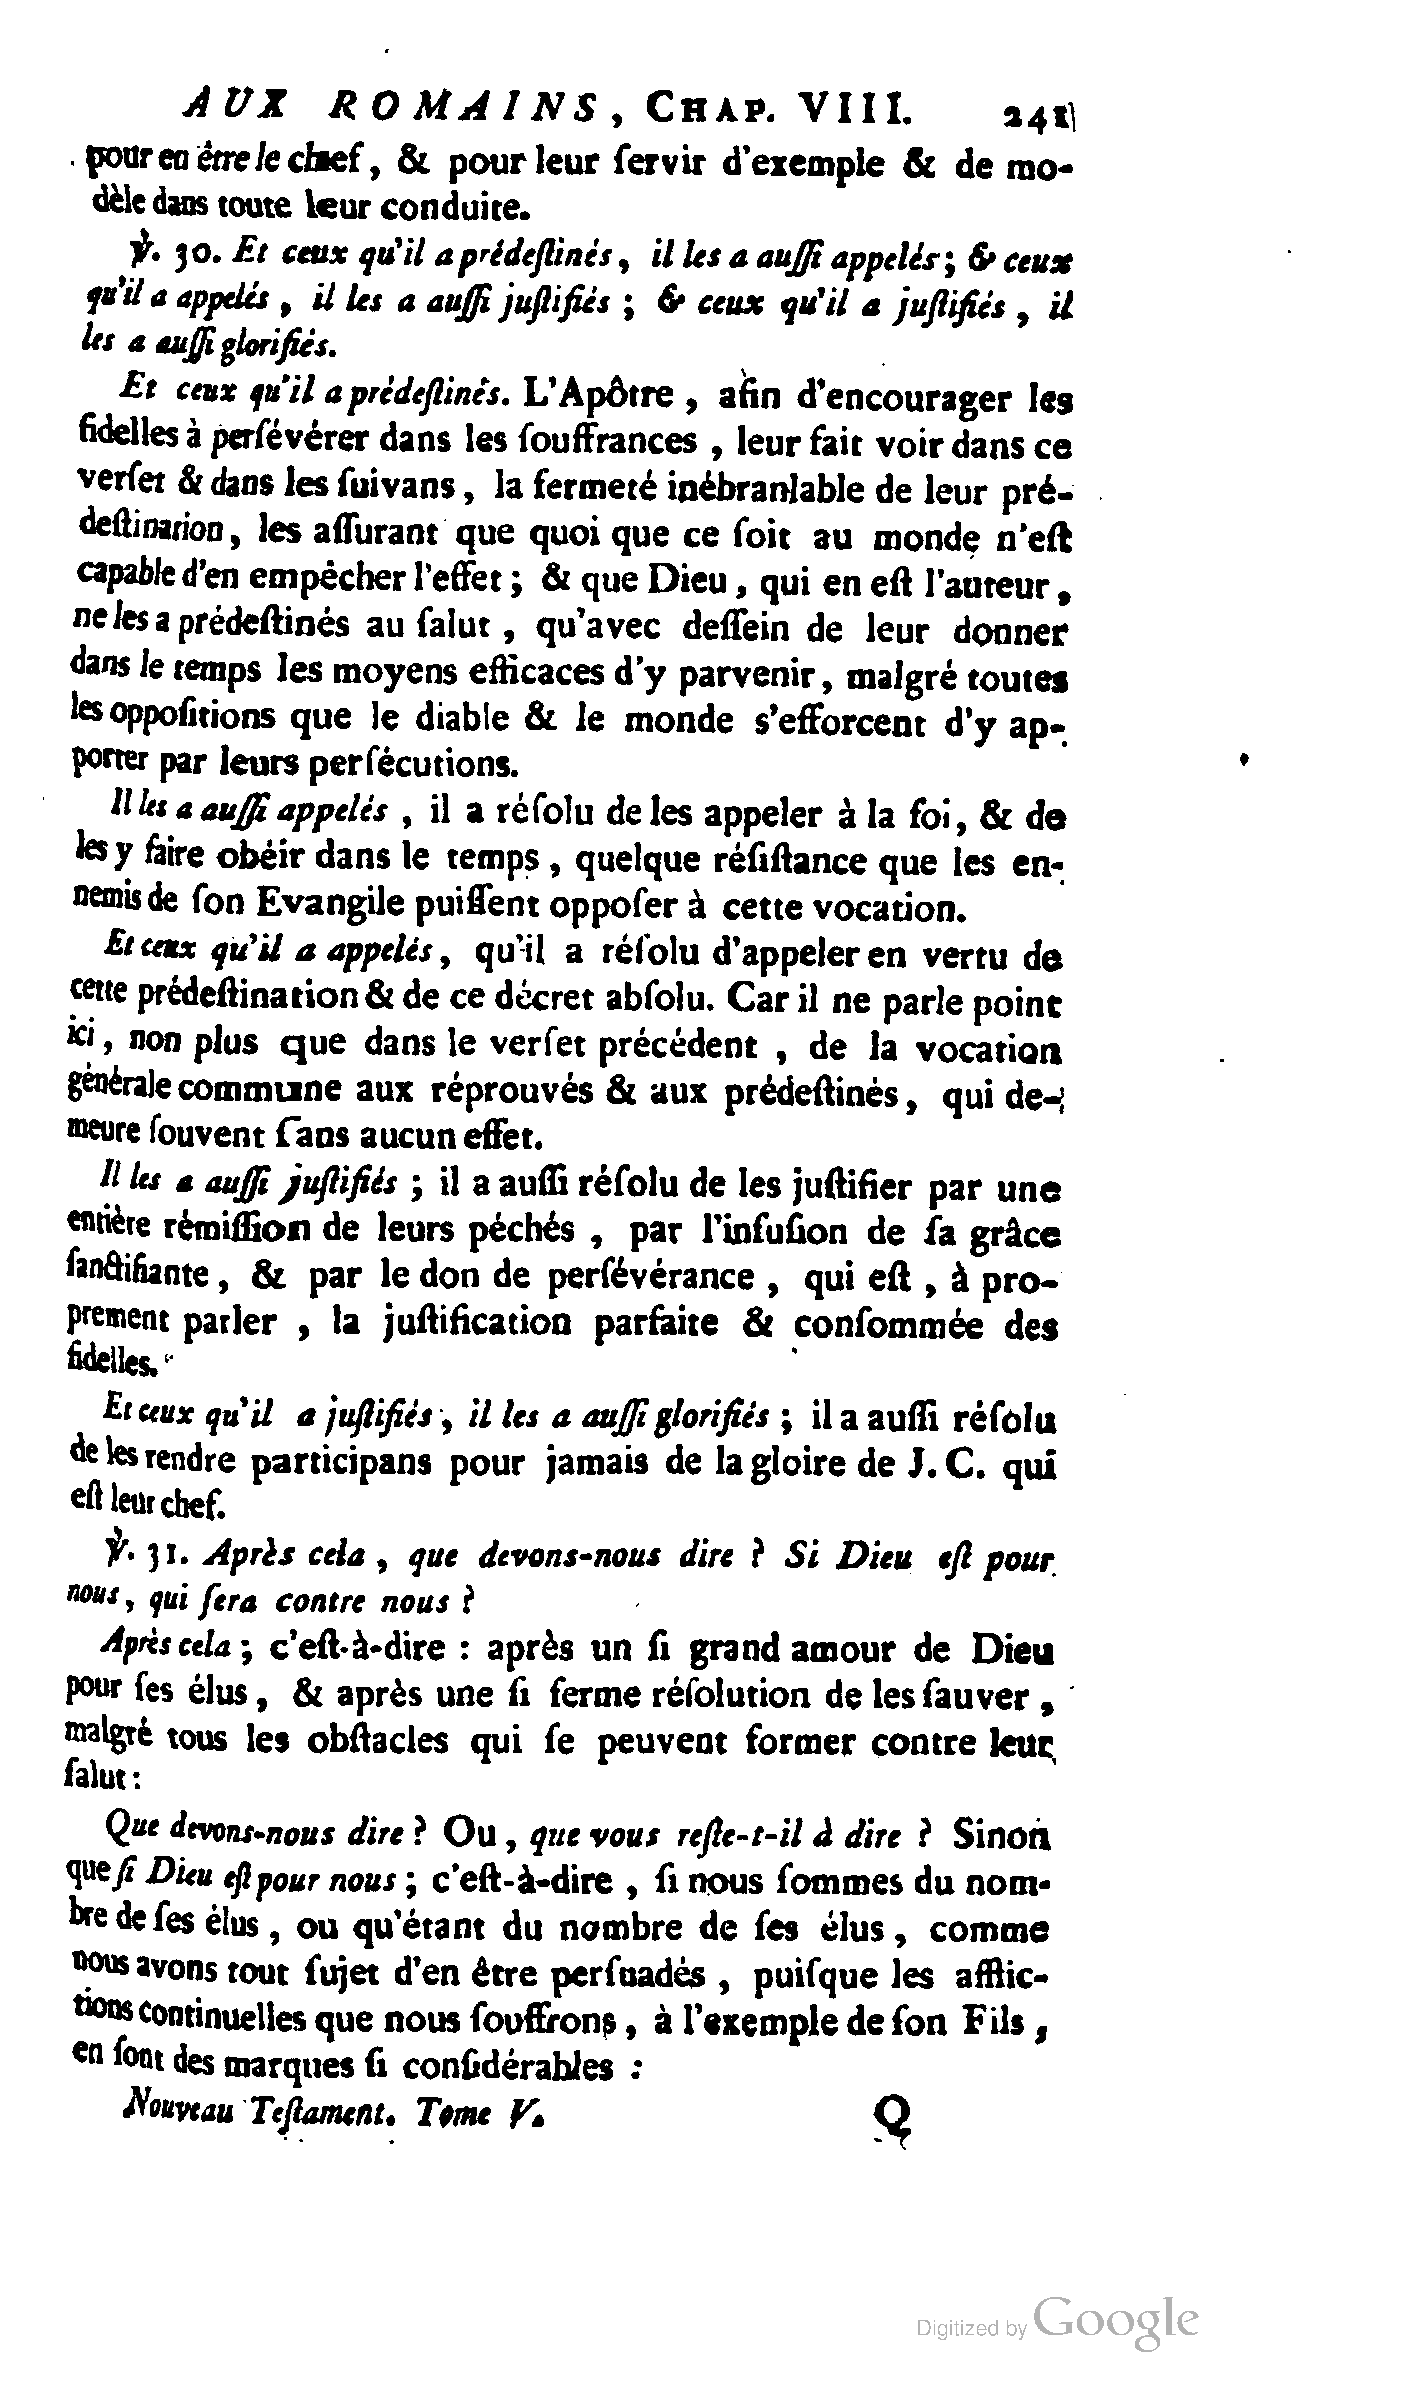 AUX ROMAINS, CHAP. VIII. 241
pour en être le chef, & pour leur ſervir d'exemple & de mo-
dèle dans toute leur conduite.
℣. 30. Et ceux qu'il a prédeſtinés, il les a auſſi appelés; & ceux
qu'il a appelés, il les a auſſi juſtifiés; & ceux qu'il a juſtifiés, il
les a auſſi glorifiés.
Et ceux qu'il a prédeſtinés. L'Apôtre, afin d'encourager les
fidelles à perſévérer dans les ſouffrances, leur fait voir dans ce
verſet & dans les ſuivans, la fermeté inébranlable de leur pré-
deſtination, les aſſurant que quoi que ce ſoit au monde n'eſt
capable d'en empêcher l'effet; & que Dieu, qui en eſt l'auteur,
ne les a prédeſtinés au ſalut, qu'avec deſſein de leur donner
dans le temps les moyens efficaces d'y parvenir, malgré toutes
les oppoſitions que le diable & le monde s'efforcent d'y ap-
porter par leurs perſécutions.
Il les a auſſi appelés, il a réſolu de les appeler à la foi, & de
les y faire obéir dans le temps, quelque réſiſtance que les en-
nemis de ſon Evangile puiſſent oppoſer à cette vocation.
Et ceux qu'il a appelés, qu'il a réſolu d'appeler en vertu de
cette prédeſtination & de ce décret abſolu. Car il ne parle point
ici, non plus que dans le verſet précédent, de la vocation
générale commune aux réprouvés & aux prédeſtinés, qui de-
meure ſouvent ſans aucun effet.
Il les a auſſi juſtifiés; il a auſſi réſolu de les juſtifier par une
entière rémiſſion de leurs péchés, par l'infuſion de ſa grâce
ſanctifiante, & par le don de perſévérance, qui eſt, à pro-
prement parler, la juſtification parfaite & conſommée des
fidelles.
Et ceux qu'il a juſtifiés, il les a auſſi glorifiés; il a auſſi réſolu
de les rendre participans pour jamais de la gloire de J. C. qui
eſt leur chef.
℣. 31. Après cela, que devons-nous dire? Si Dieu eſt pour
nous, qui ſera contre nous?
Après cela; c'eſt-à-dire: après un ſi grand amour de Dieu
pour ſes élus, & après une ſi ferme réſolution de les ſauver,
malgré tous les obſtacles qui ſe peuvent former contre leur
ſalut:
Que devons-nous dire? Ou, que vous reſte-t-il à dire? Sinon
que ſi Dieu eſt pour nous; c'eſt-à-dire, ſi nous ſommes du nom-
bre de ſes élus, ou qu'étant du nombre de ſes élus, comme
nous avons tout ſujet d'en être perſuadés, puiſque les afflic-
tions continuelles que nous ſouffrons, à l'exemple de ſon Fils,
en ſont des marques ſi conſidérables:
Nouveau Teſtament. Tome V. Q
Digitized by Google